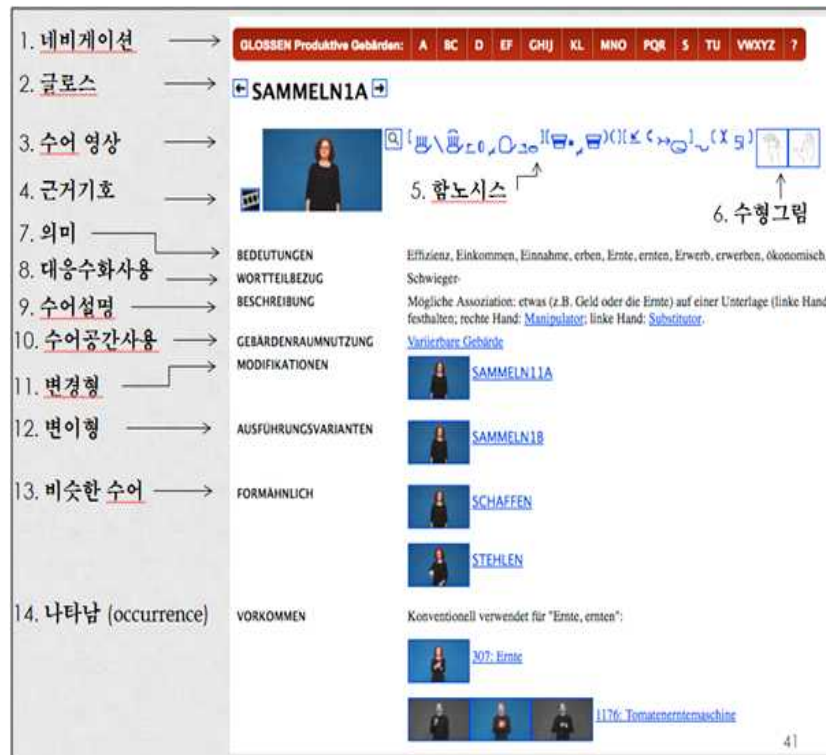 1. 네비게이션
GLOSSEN Produktive Gebärden: A BC D EF GHIJ KL MNO PQR S TU VWXYZ ?
2. 글로스
SAMMELN1A
3. 수어 영상
4. 근거기호
5. 함노시스
6. 수형그림
7. 의미
BEDEUTUNGEN
Effizienz, Einkommen, Einnahme, erben, Ernte, ernten, Erwerb, erwerben, ökonomisch,
8. 대응수화사용
WORTTEILBEZUG
Schwieger-
9. 수어설명
BESCHREIBUNG
Mögliche Assoziation: etwas (z.B. Geld oder die Ernte) auf einer Unterlage (linke Hand
festhalten; rechte Hand: Manipulator; linke Hand: Substitutor.
10. 수어공간사용
GEBÄRDENRAUMNUTZUNG
Variierbare Gebärde
11. 변경형
MODIFIKATIONEN
SAMMELN11A
12. 변이형
AUSFÜHRUNGSVARIANTEN
SAMMELN1B
13. 비슷한 수어
FORMÄHNLICH
SCHAFFEN
STEHLEN
14. 나타남 (occurrence)
VORKOMMEN
Konventionell verwendet für "Ernte, ernten":
307: Ernte
1176: Tomatenerntemaschine
41